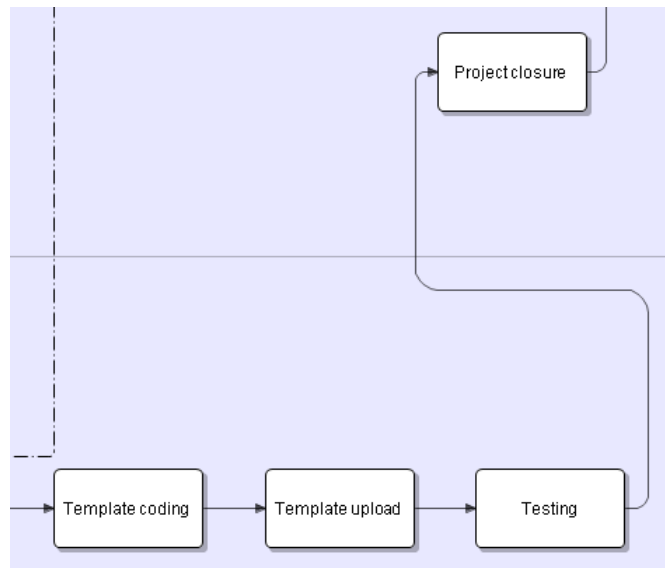 Project closure
Template coding
Template upload
Testing